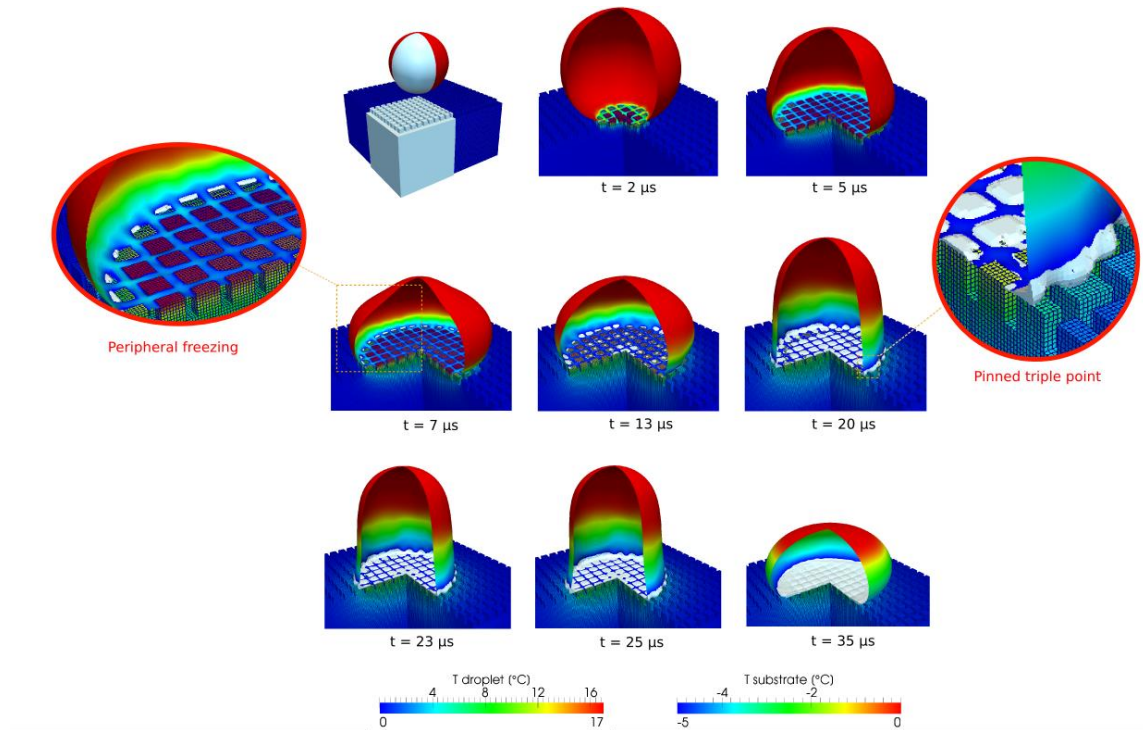 t = 2 μs
t = 5 μs
Peripheral freezing
Pinned triple point
t = 7 μs
t = 13 μs
t = 20 μs
t = 23 μs
t = 25 μs
t = 35 μs
T droplet (°C)
4 8 12 16
0 17
T substrate (°C)
-4 -2
-5 0